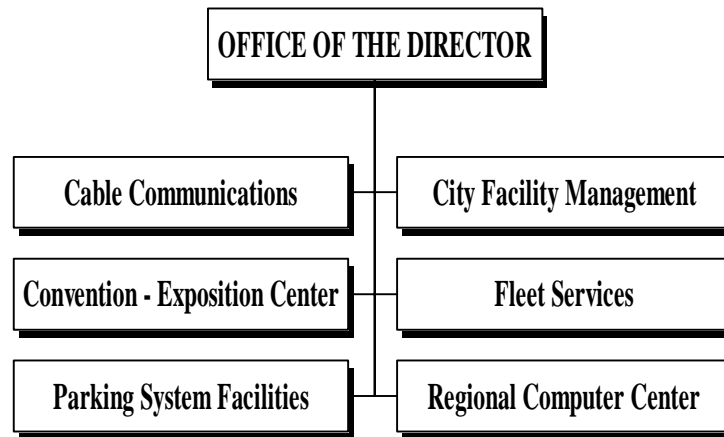 OFFICE OF THE DIRECTOR
Cable Communications
City Facility Management
Convention - Exposition Center
Fleet Services
Parking System Facilities
Regional Computer Center